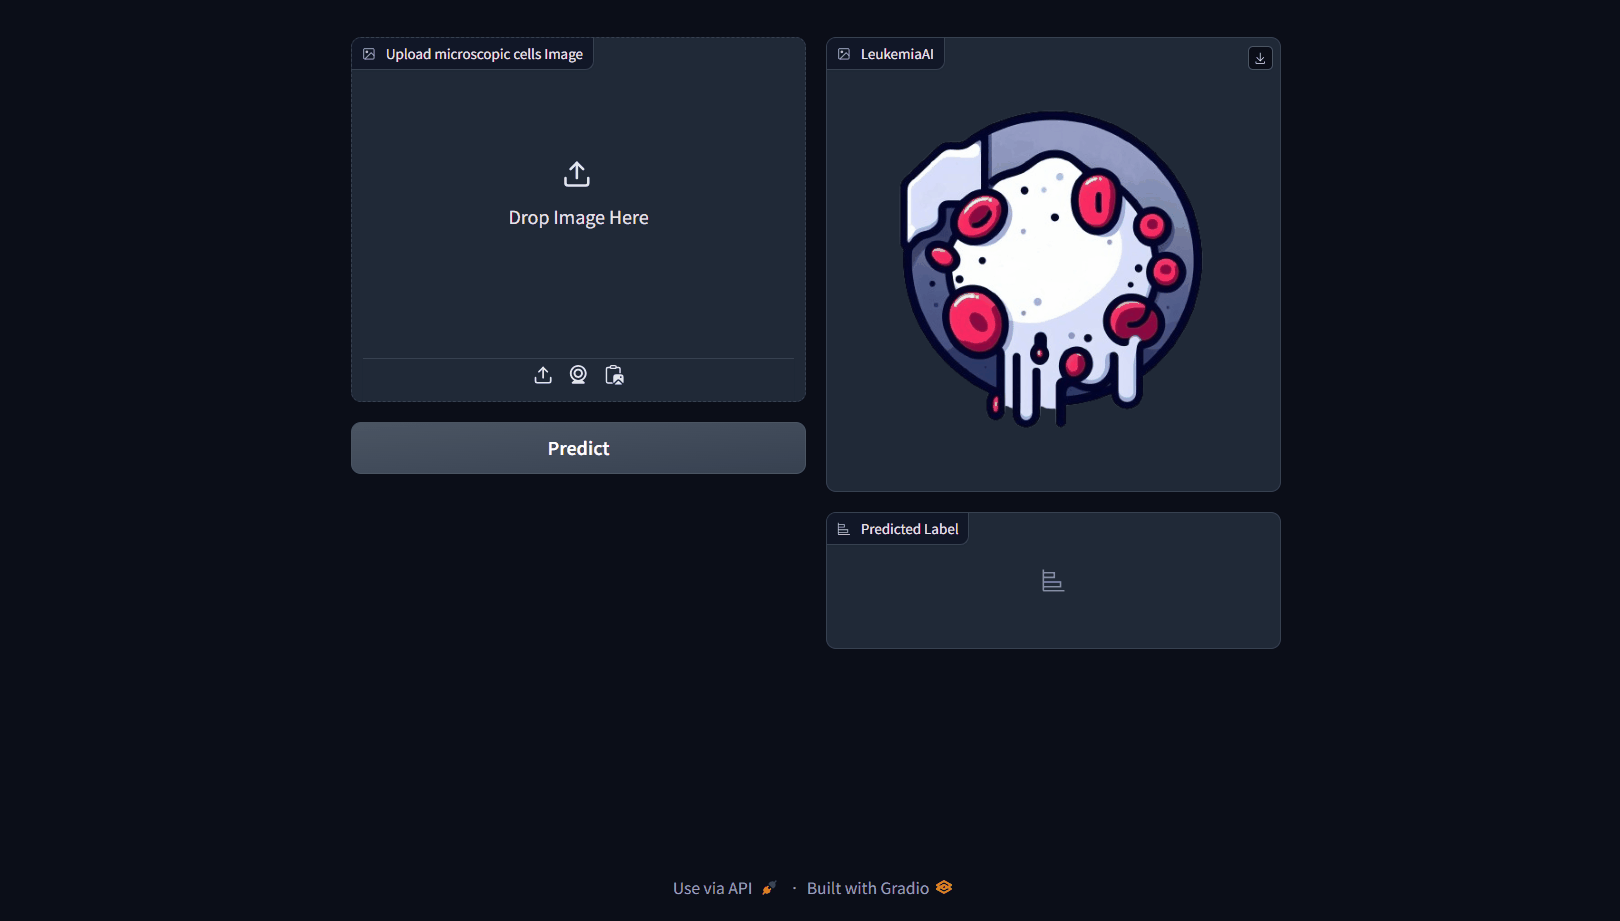 Upload microscopic cells Image
Drop Image Here
Predict
LeukemiaAI
Predicted Label
Use via API · Built with Gradio